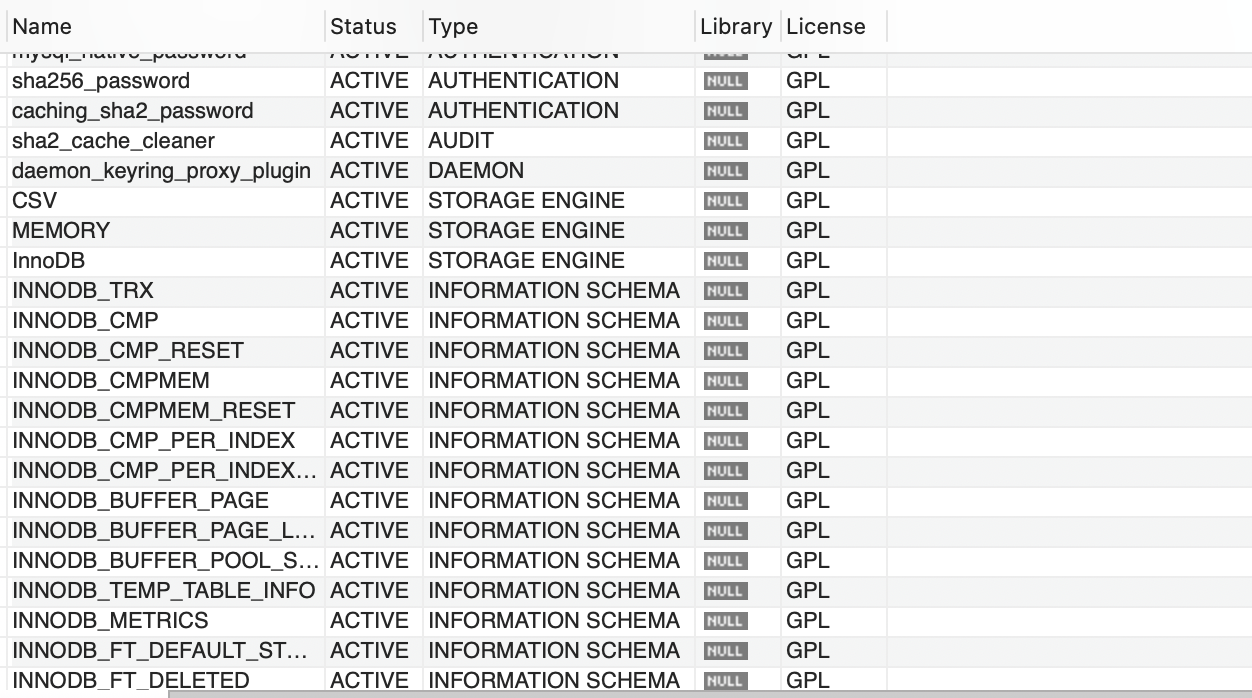 Name Status Type Library License
mysql_native_password ACTIVE AUTHENTICATION NULL GPL
sha256_password ACTIVE AUTHENTICATION NULL GPL
caching_sha2_password ACTIVE AUTHENTICATION NULL GPL
sha2_cache_cleaner ACTIVE AUDIT NULL GPL
daemon_keyring_proxy_plugin ACTIVE DAEMON NULL GPL
CSV ACTIVE STORAGE ENGINE NULL GPL
MEMORY ACTIVE STORAGE ENGINE NULL GPL
InnoDB ACTIVE STORAGE ENGINE NULL GPL
INNODB_TRX ACTIVE INFORMATION SCHEMA NULL GPL
INNODB_CMP ACTIVE INFORMATION SCHEMA NULL GPL
INNODB_CMP_RESET ACTIVE INFORMATION SCHEMA NULL GPL
INNODB_CMPMEM ACTIVE INFORMATION SCHEMA NULL GPL
INNODB_CMPMEM_RESET ACTIVE INFORMATION SCHEMA NULL GPL
INNODB_CMP_PER_INDEX ACTIVE INFORMATION SCHEMA NULL GPL
INNODB_CMP_PER_INDEX... ACTIVE INFORMATION SCHEMA NULL GPL
INNODB_BUFFER_PAGE ACTIVE INFORMATION SCHEMA NULL GPL
INNODB_BUFFER_PAGE_L... ACTIVE INFORMATION SCHEMA NULL GPL
INNODB_BUFFER_POOL_S... ACTIVE INFORMATION SCHEMA NULL GPL
INNODB_TEMP_TABLE_INFO ACTIVE INFORMATION SCHEMA NULL GPL
INNODB_METRICS ACTIVE INFORMATION SCHEMA NULL GPL
INNODB_FT_DEFAULT_ST... ACTIVE INFORMATION SCHEMA NULL GPL
INNODB_FT_DELETED ACTIVE INFORMATION SCHEMA NULL GPL